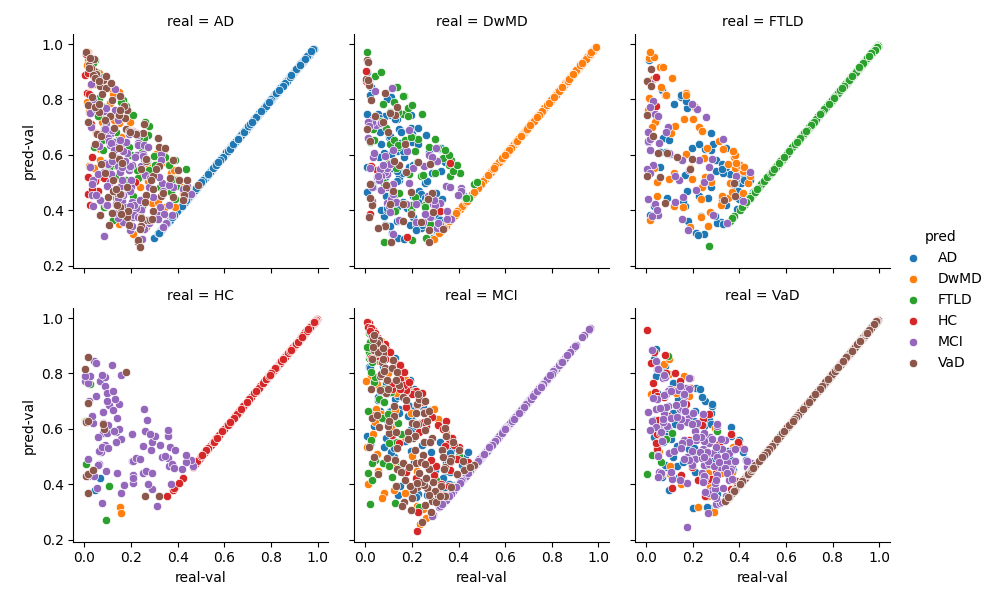 real = AD
real = DwMD
real = FTLD
1.0
0.8
0.6
0.4
0.2
pred-val
real = HC
real = MCI
real = VaD
1.0
0.8
0.6
0.4
0.2
pred-val
0.0 0.2 0.4 0.6 0.8 1.0
0.0 0.2 0.4 0.6 0.8 1.0
0.0 0.2 0.4 0.6 0.8 1.0
real-val
real-val
real-val
pred
AD
DwMD
FTLD
HC
MCI
VaD